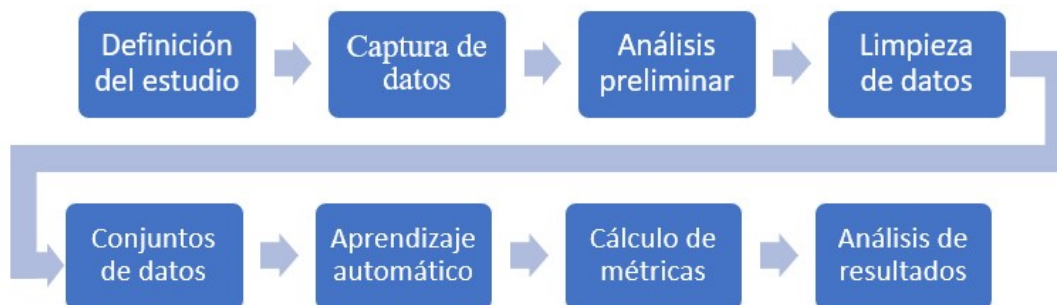 Definición
del estudio
Captura de
datos
Análisis
preliminar
Limpieza
de datos
Conjuntos
de datos
Aprendizaje
automático
Cálculo de
métricas
Análisis de
resultados